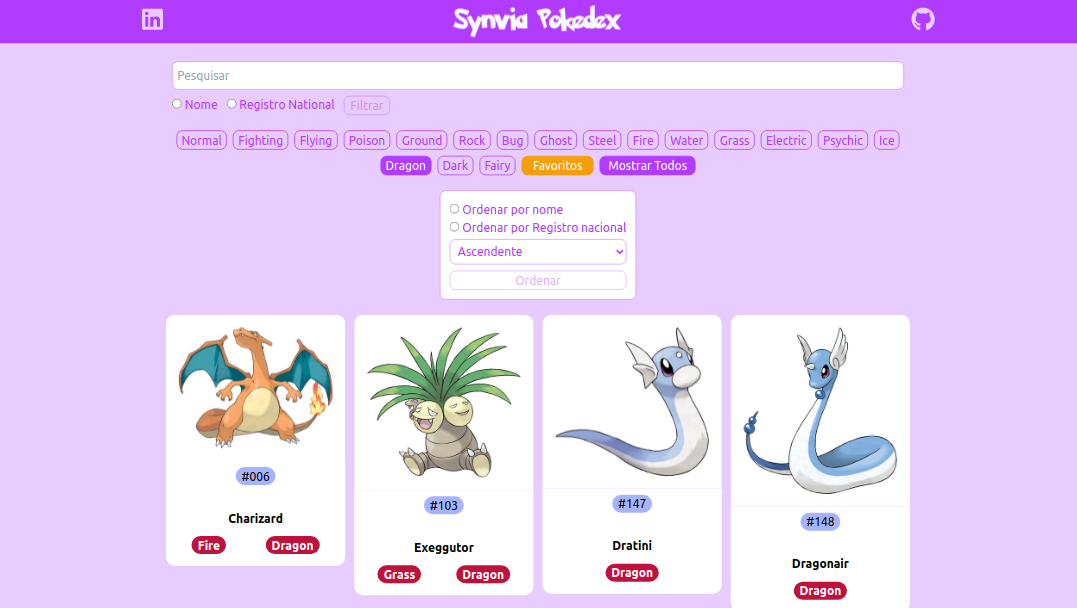 in Synvia Pokedex
Pesquisar
Nome Registro National Filtrar
Normal Fighting Flying Poison Ground Rock Bug Ghost Steel Fire Water Grass Electric Psychic Ice
Dragon Dark Fairy Favoritos Mostrar Todos
Ordenar por nome
Ordenar por Registro nacional
Ascendente
Ordenar
#006 #103 #147 #148
Charizard Exeggutor Dratini Dragonair
Fire Dragon Grass Dragon Dragon Dragon